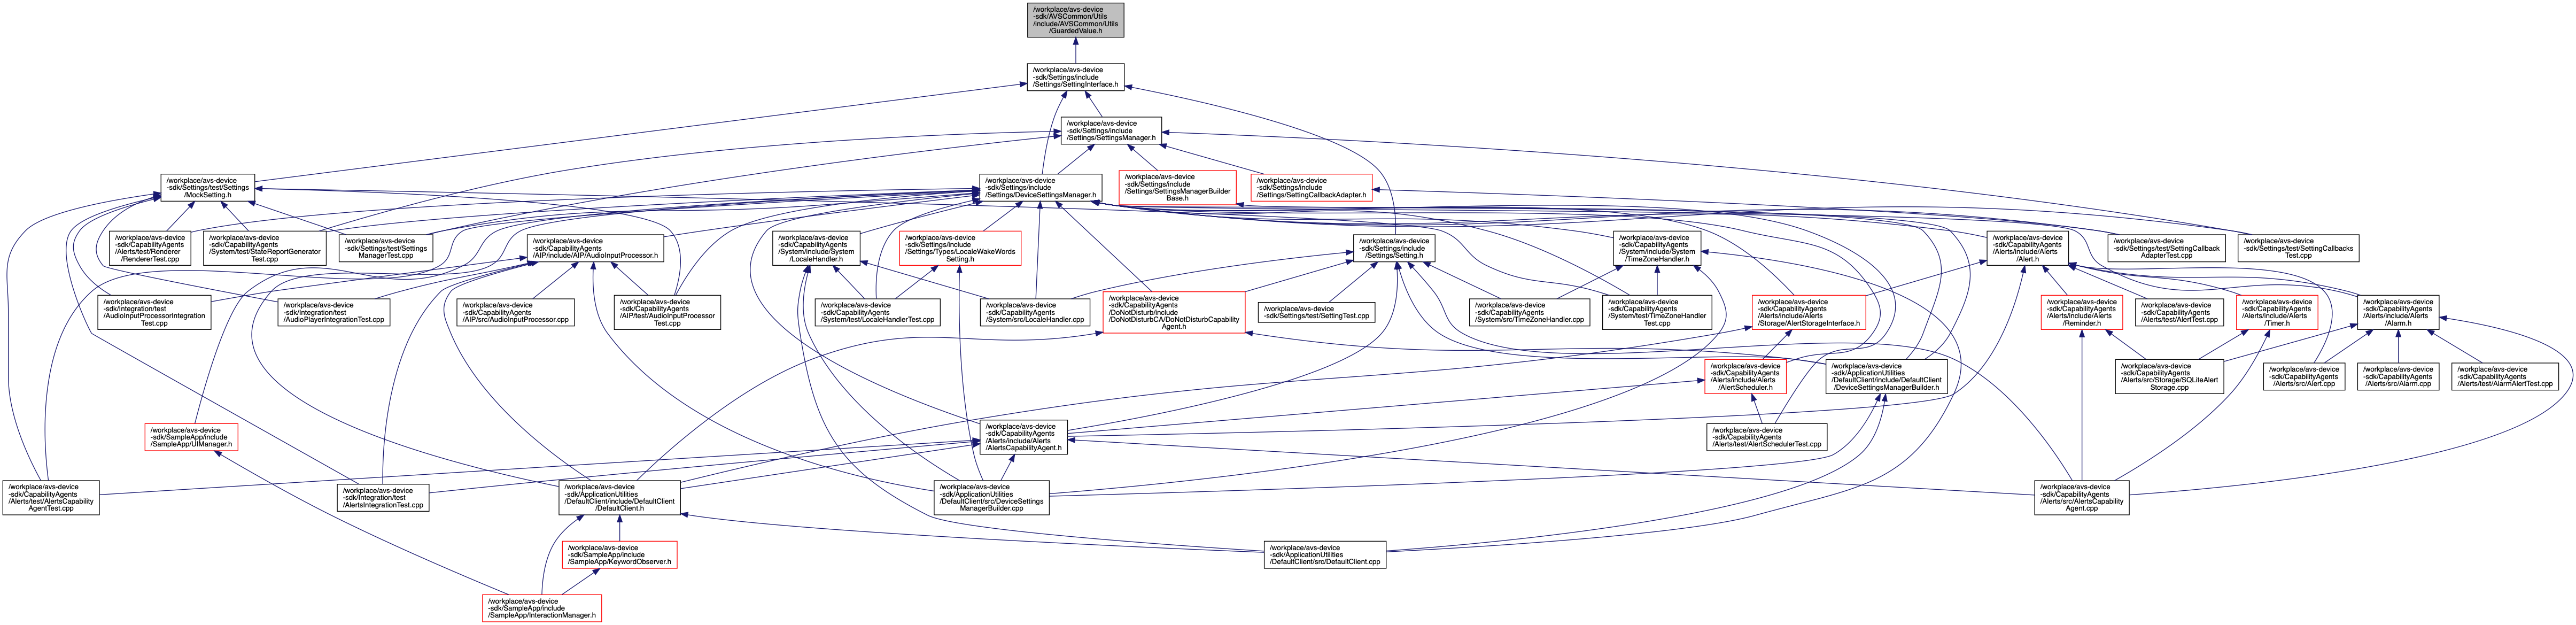 /workplace/avs-device
-sdk/AVSCommon/Utils
/include/AVSCommon/Utils
/GuardedValue.h
/workplace/avs-device
-sdk/Settings/include
/Settings/SettingInterface.h
/workplace/avs-device
-sdk/Settings/include
/Settings/SettingsManager.h
/workplace/avs-device
-sdk/Settings/test/Settings
/MockSetting.h
/workplace/avs-device
-sdk/Settings/include
/Settings/DeviceSettingsManager.h
/workplace/avs-device
-sdk/Settings/include
/Settings/SettingsManagerBuilder
Base.h
/workplace/avs-device
-sdk/Settings/include
/Settings/SettingCallbackAdapter.h
/workplace/avs-device
-sdk/CapabilityAgents
/Alerts/test/Renderer
/RendererTest.cpp
/workplace/avs-device
-sdk/CapabilityAgents
/System/test/StateReportGenerator
Test.cpp
/workplace/avs-device
-sdk/Settings/test/Settings
ManagerTest.cpp
/workplace/avs-device
-sdk/CapabilityAgents
/AIP/include/AIP/AudioInputProcessor.h
/workplace/avs-device
-sdk/CapabilityAgents
/System/include/System
/LocaleHandler.h
/workplace/avs-device
-sdk/Settings/include
/Settings/Types/LocaleWakeWords
Setting.h
/workplace/avs-device
-sdk/Settings/include
/Settings/Setting.h
/workplace/avs-device
-sdk/CapabilityAgents
/System/include/System
/TimeZoneHandler.h
/workplace/avs-device
-sdk/CapabilityAgents
/Alerts/include/Alerts
/Alert.h
/workplace/avs-device
-sdk/Settings/test/SettingCallback
AdapterTest.cpp
/workplace/avs-device
-sdk/Settings/test/SettingCallbacks
Test.cpp
/workplace/avs-device
-sdk/Integration/test
/AudioInputProcessorIntegration
Test.cpp
/workplace/avs-device
-sdk/Integration/test
/AudioPlayerIntegrationTest.cpp
/workplace/avs-device
-sdk/CapabilityAgents
/AIP/src/AudioInputProcessor.cpp
/workplace/avs-device
-sdk/CapabilityAgents
/AIP/test/AudioInputProcessor
Test.cpp
/workplace/avs-device
-sdk/CapabilityAgents
/System/test/LocaleHandlerTest.cpp
/workplace/avs-device
-sdk/CapabilityAgents
/System/src/LocaleHandler.cpp
/workplace/avs-device
-sdk/CapabilityAgents
/DoNotDisturb/include
/DoNotDisturbCA/DoNotDisturbCapability
Agent.h
/workplace/avs-device
-sdk/Settings/test/SettingTest.cpp
/workplace/avs-device
-sdk/CapabilityAgents
/System/src/TimeZoneHandler.cpp
/workplace/avs-device
-sdk/CapabilityAgents
/System/test/TimeZoneHandler
Test.cpp
/workplace/avs-device
-sdk/CapabilityAgents
/Alerts/include/Alerts
/Storage/AlertStorageInterface.h
/workplace/avs-device
-sdk/CapabilityAgents
/Alerts/include/Alerts
/Reminder.h
/workplace/avs-device
-sdk/CapabilityAgents
/Alerts/test/AlertTest.cpp
/workplace/avs-device
-sdk/CapabilityAgents
/Alerts/include/Alerts
/Timer.h
/workplace/avs-device
-sdk/CapabilityAgents
/Alerts/include/Alerts
/Alarm.h
/workplace/avs-device
-sdk/CapabilityAgents
/Alerts/include/Alerts
/AlertScheduler.h
/workplace/avs-device
-sdk/ApplicationUtilities
/DefaultClient/include/DefaultClient
/DeviceSettingsManagerBuilder.h
/workplace/avs-device
-sdk/CapabilityAgents
/Alerts/src/Storage/SQLiteAlert
Storage.cpp
/workplace/avs-device
-sdk/CapabilityAgents
/Alerts/src/Alert.cpp
/workplace/avs-device
-sdk/CapabilityAgents
/Alerts/src/Alarm.cpp
/workplace/avs-device
-sdk/CapabilityAgents
/Alerts/test/AlarmAlertTest.cpp
/workplace/avs-device
-sdk/SampleApp/include
/SampleApp/UIManager.h
/workplace/avs-device
-sdk/CapabilityAgents
/Alerts/include/Alerts
/AlertsCapabilityAgent.h
/workplace/avs-device
-sdk/CapabilityAgents
/Alerts/test/AlertSchedulerTest.cpp
/workplace/avs-device
-sdk/CapabilityAgents
/Alerts/test/AlertsCapability
AgentTest.cpp
/workplace/avs-device
-sdk/Integration/test
/AlertsIntegrationTest.cpp
/workplace/avs-device
-sdk/ApplicationUtilities
/DefaultClient/include/DefaultClient
/DefaultClient.h
/workplace/avs-device
-sdk/ApplicationUtilities
/DefaultClient/src/DeviceSettings
ManagerBuilder.cpp
/workplace/avs-device
-sdk/CapabilityAgents
/Alerts/src/AlertsCapability
Agent.cpp
/workplace/avs-device
-sdk/SampleApp/include
/SampleApp/KeywordObserver.h
/workplace/avs-device
-sdk/ApplicationUtilities
/DefaultClient/src/DefaultClient.cpp
/workplace/avs-device
-sdk/SampleApp/include
/SampleApp/InteractionManager.h